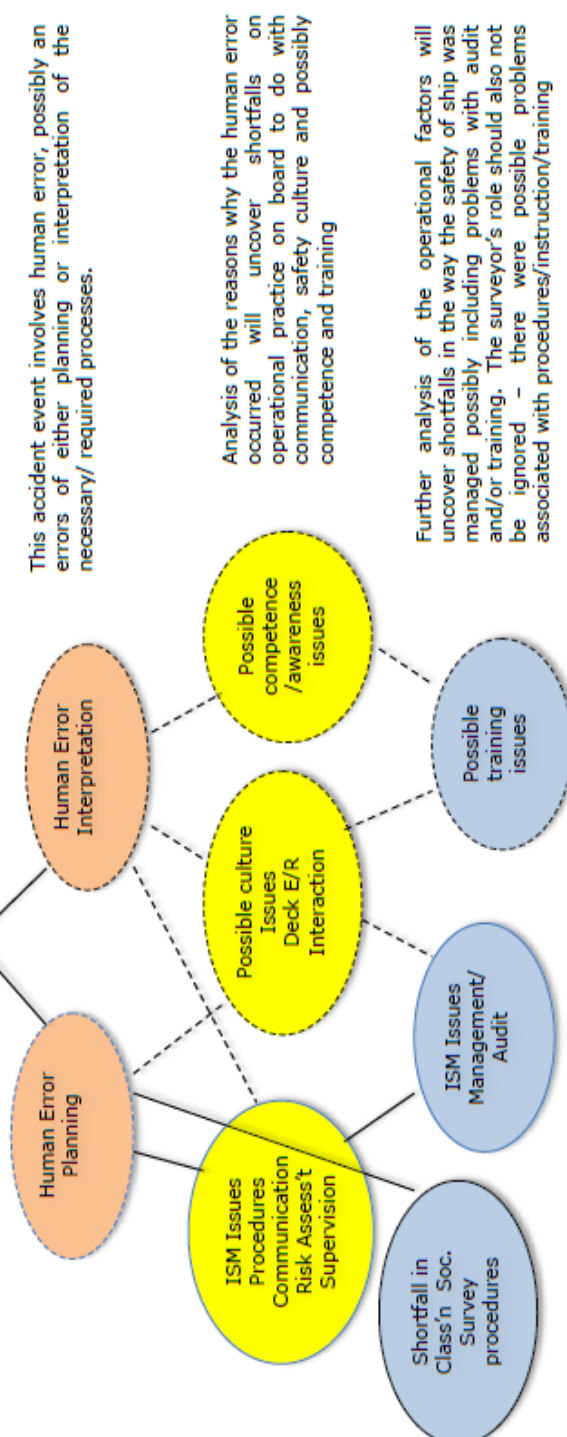 Human Error
Planning
Human Error
Interpretation
This accident event involves human error, possibly an
errors of either planning or interpretation of the
necessary/ required processes.
ISM Issues
Procedures
Communication
Risk Assess't
Supervision
Possible culture
Issues
Deck E/R
Interaction
Possible
competence
/awareness
issues
Analysis of the reasons why the human error
occurred will uncover shortfalls on
operational practice on board to do with
communication, safety culture and possibly
competence and training
Shortfall in
Class'n Soc.
Survey
procedures
ISM Issues
Management/
Audit
Possible
training
issues
Further analysis of the operational factors will
uncover shortfalls in the way the safety of ship was
managed possibly including problems with audit
and/or training. The surveyor's role should also not
be ignored – there were possible problems
associated with procedures/instruction/training